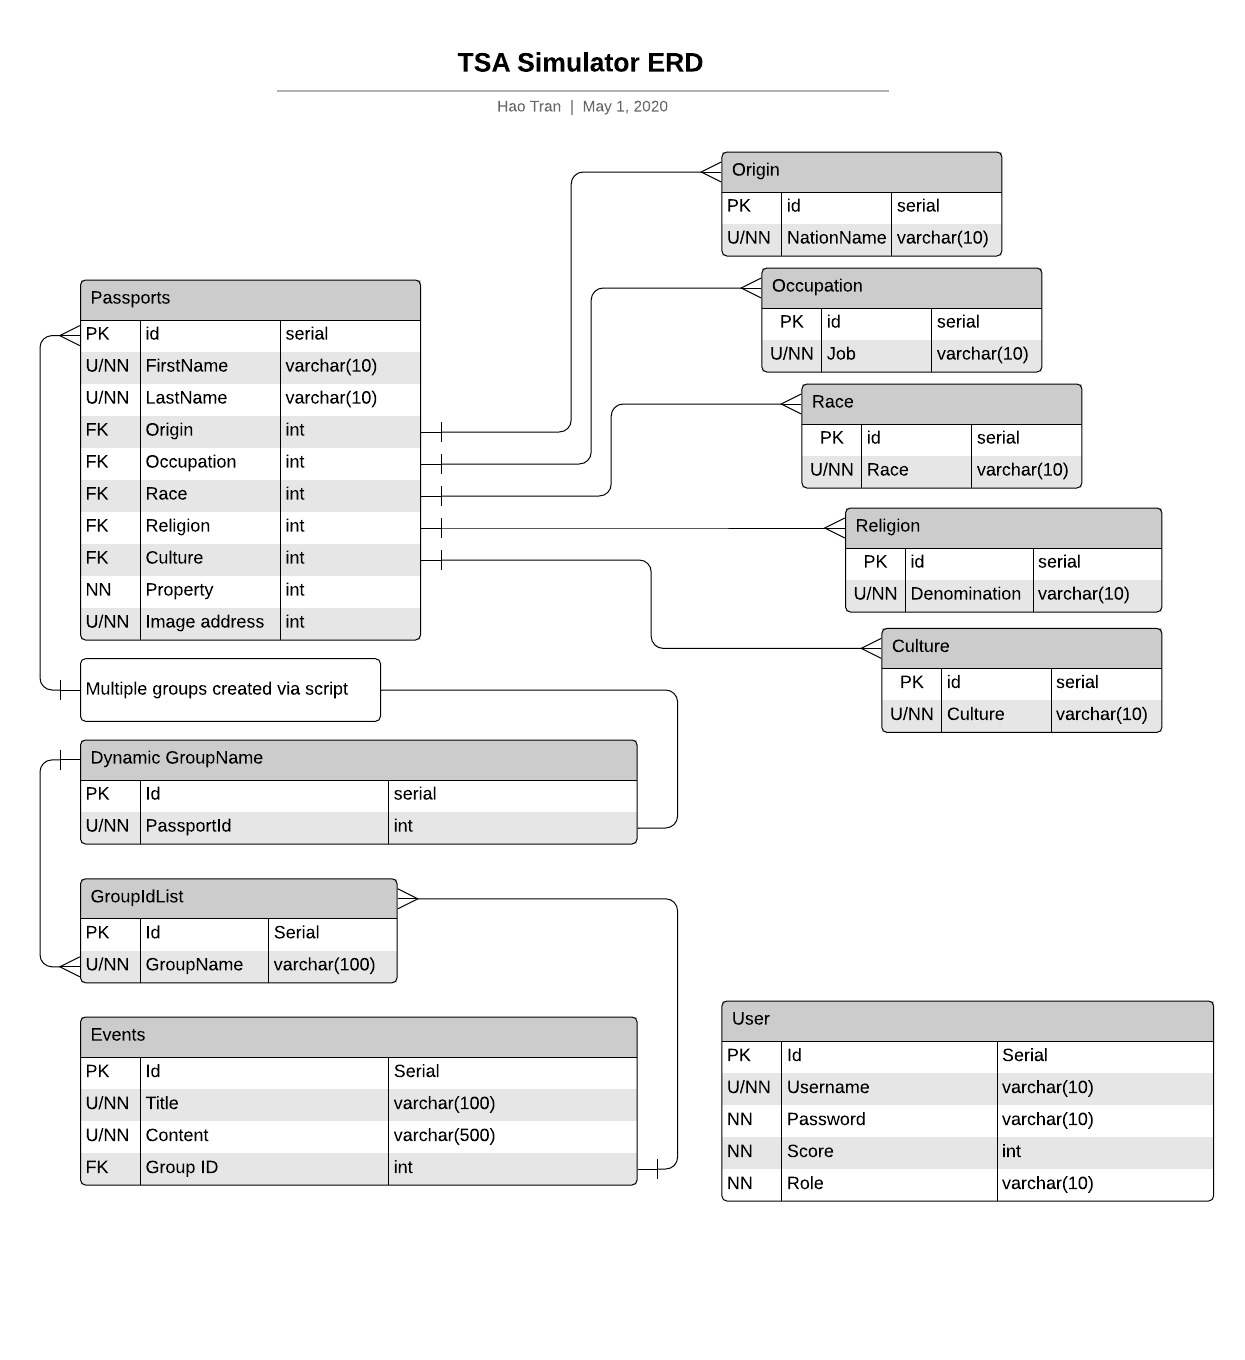 TSA Simulator ERD
Hao Tran | May 1, 2020
Origin
PK id serial
U/NN NationName varchar(10)
Occupation
PK id serial
U/NN Job varchar(10)
Race
PK id serial
U/NN Race varchar(10)
Religion
PK id serial
U/NN Denomination varchar(10)
Culture
PK id serial
U/NN Culture varchar(10)
Passports
PK id serial
U/NN FirstName varchar(10)
U/NN LastName varchar(10)
FK Origin int
FK Occupation int
FK Race int
FK Religion int
FK Culture int
NN Property int
U/NN Image address int
Multiple groups created via script
Dynamic GroupName
PK Id serial
U/NN PassportId int
GroupIdList
PK Id Serial
U/NN GroupName varchar(100)
Events
PK Id Serial
U/NN Title varchar(100)
U/NN Content varchar(500)
FK Group ID int
User
PK Id Serial
U/NN Username varchar(10)
NN Password varchar(10)
NN Score int
NN Role varchar(10)